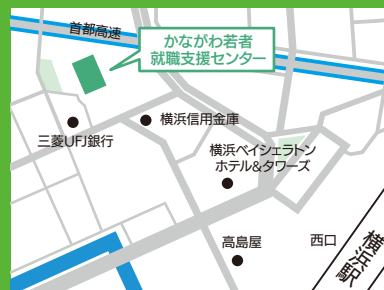 首都高速
かながわ若者
就職支援センター
横浜信用金庫
三菱UFJ銀行
横浜ベイシェラトン
ホテル&タワーズ
高島屋
西口
横浜駅